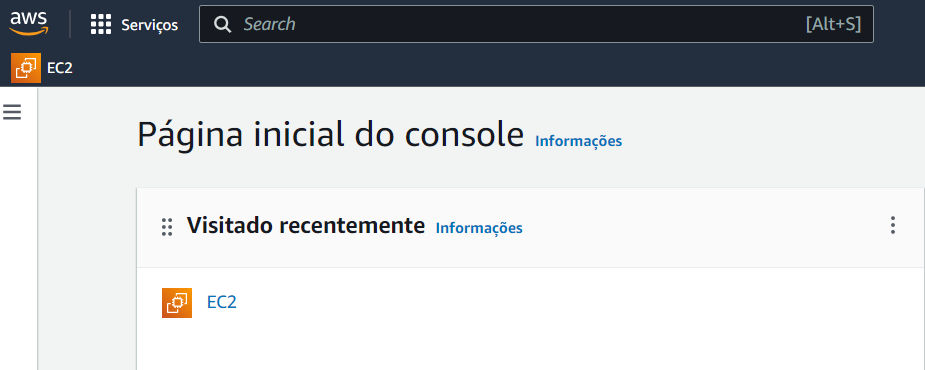 aws Serviços Search [Alt+S]
EC2
Página inicial do console Informações
Visitado recentemente Informações
EC2